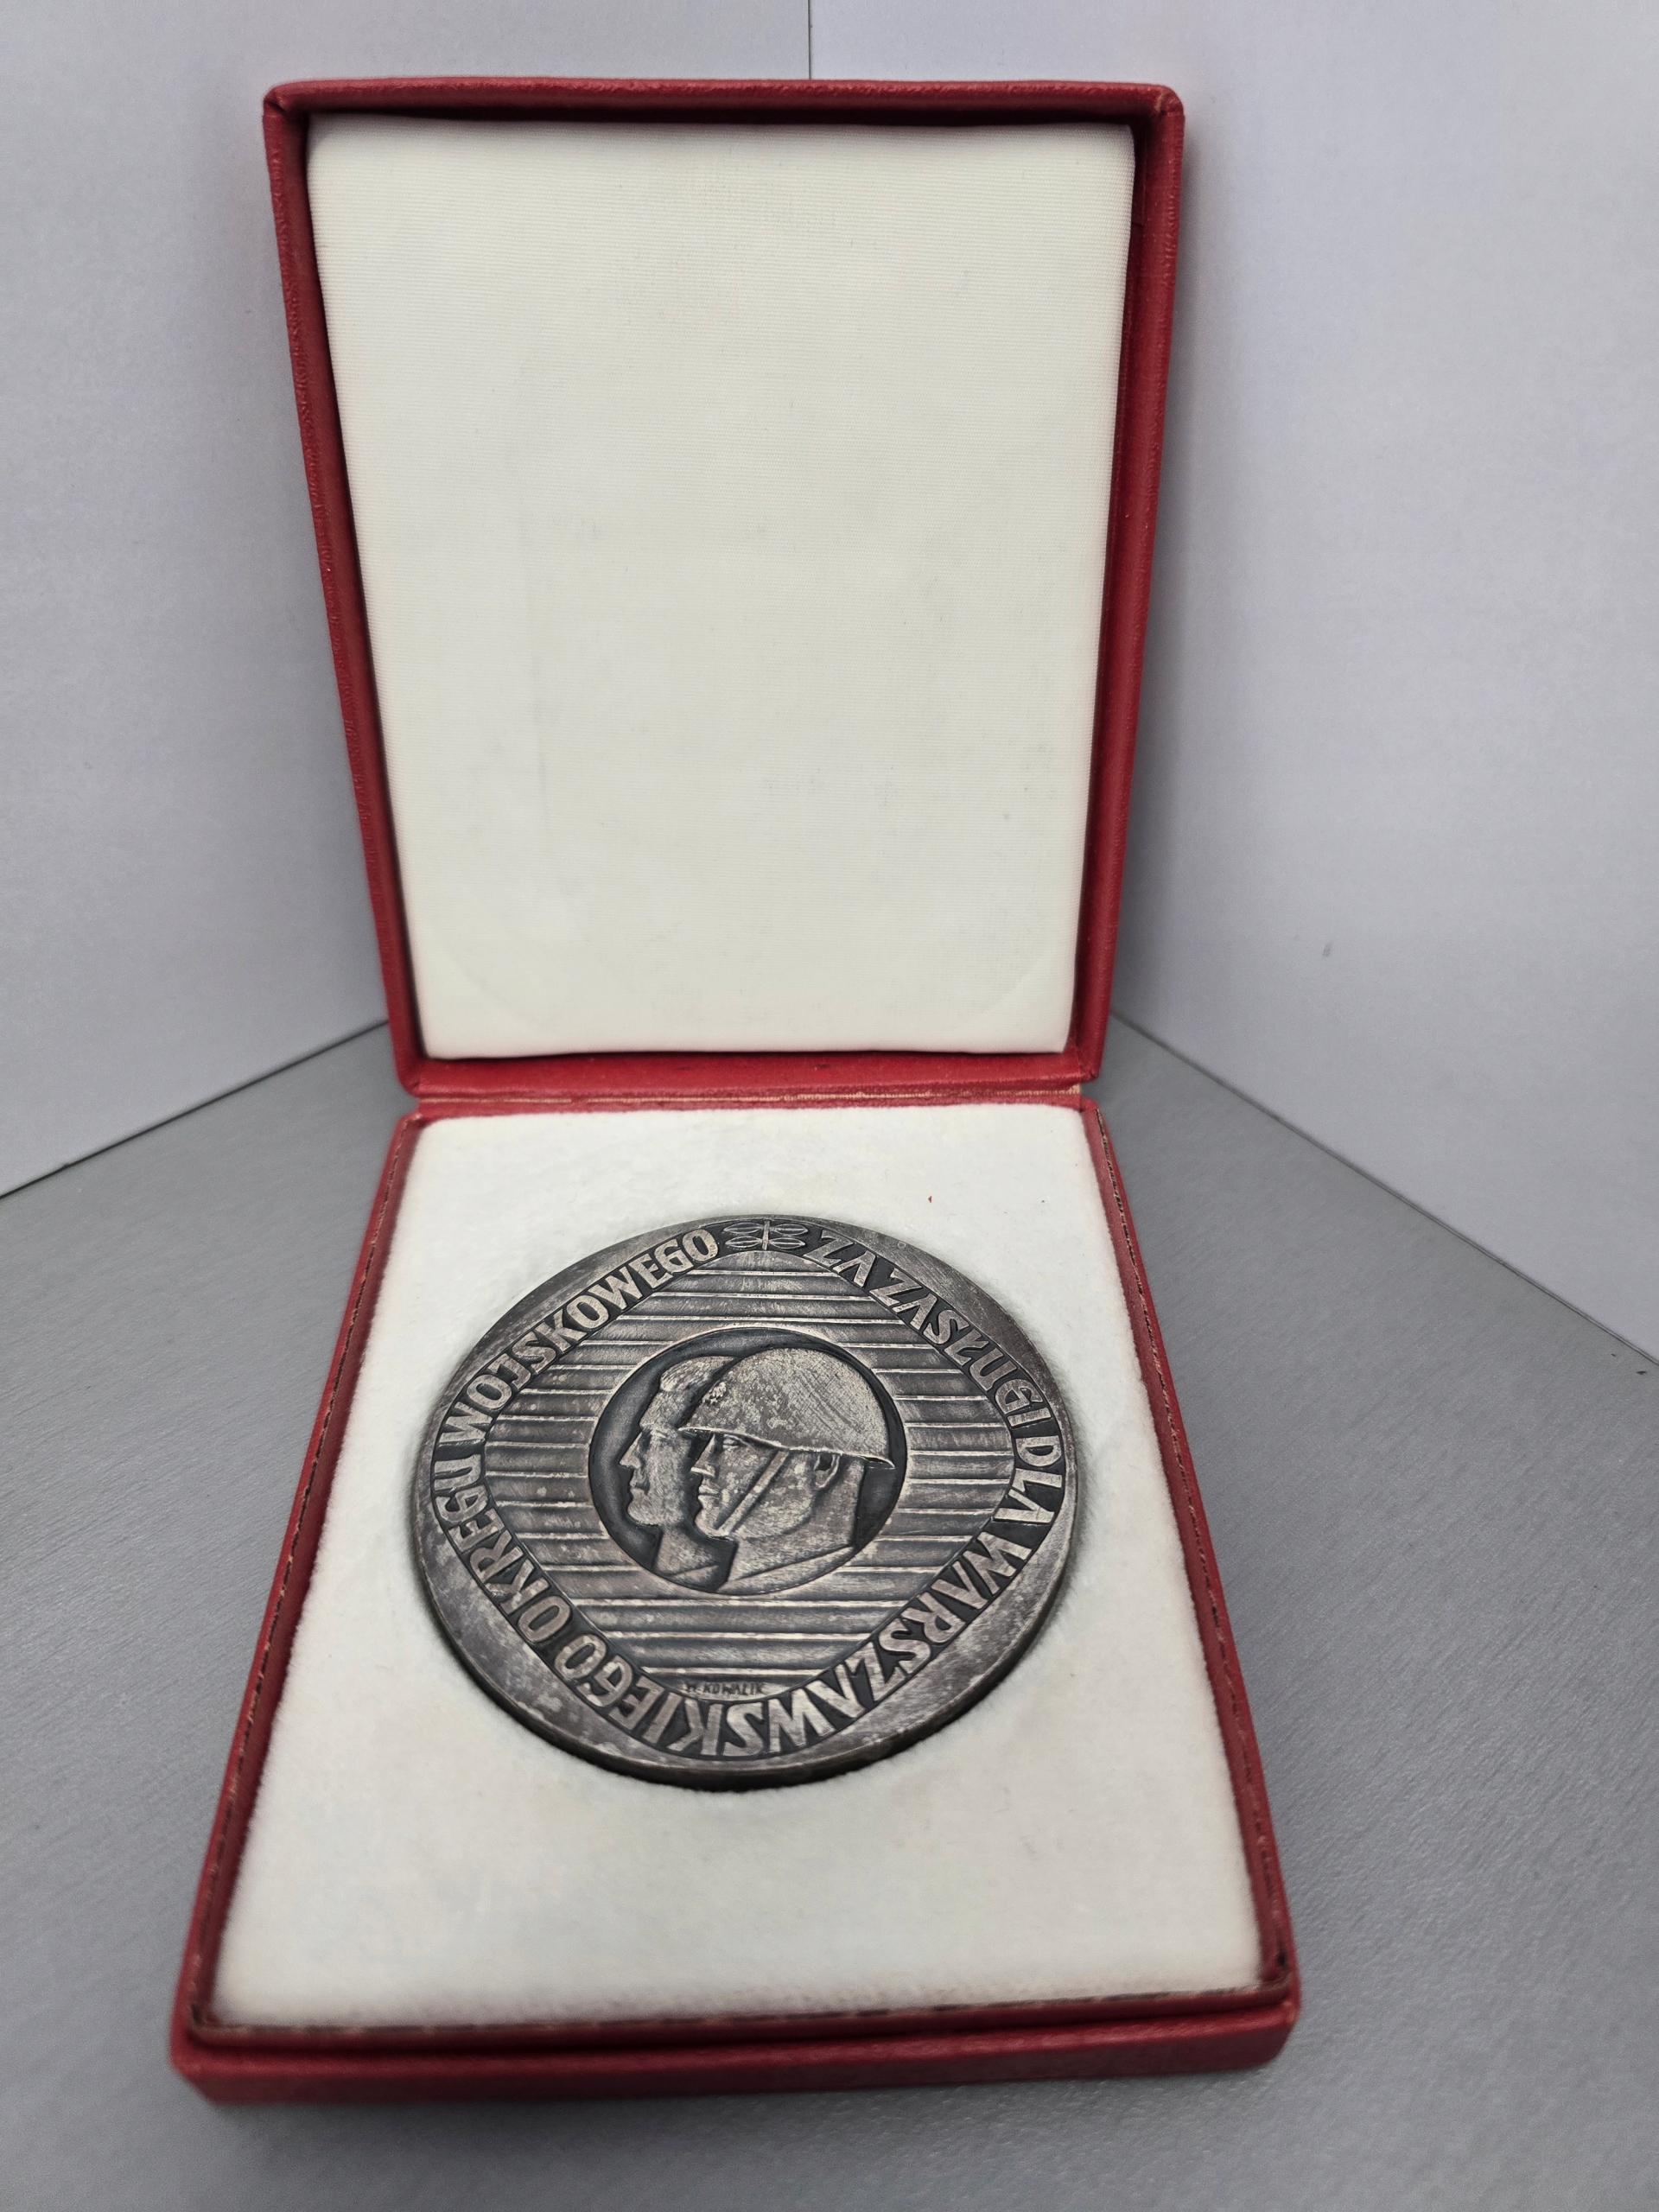 ZA ZASŁUGI DLA WARSZAWSKIEGO OKRĘGU WOJSKOWEGO
W. KOWALIK